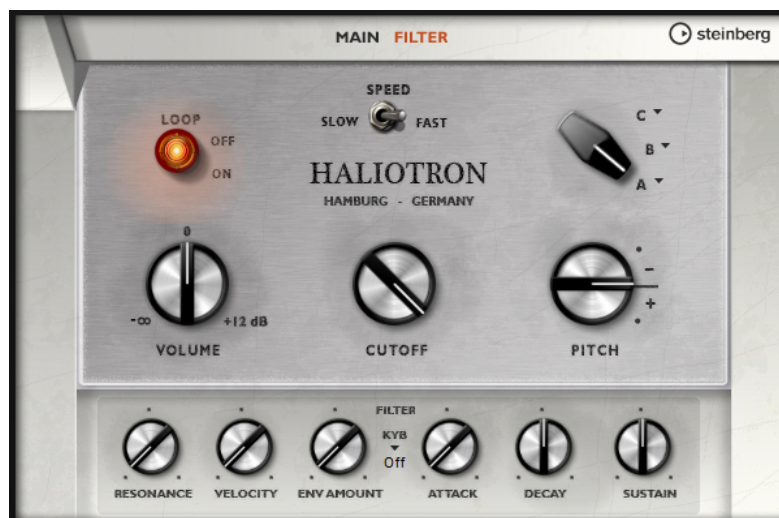 MAIN FILTER
steinberg
SPEED
SLOW FAST
LOOP
OFF
ON
C
B
A
HALIOTRON
HAMBURG - GERMANY
0
-∞ +12 dB
VOLUME
CUTOFF
-
+
PITCH
FILTER
KYB
Off
RESONANCE VELOCITY ENV AMOUNT ATTACK DECAY SUSTAIN